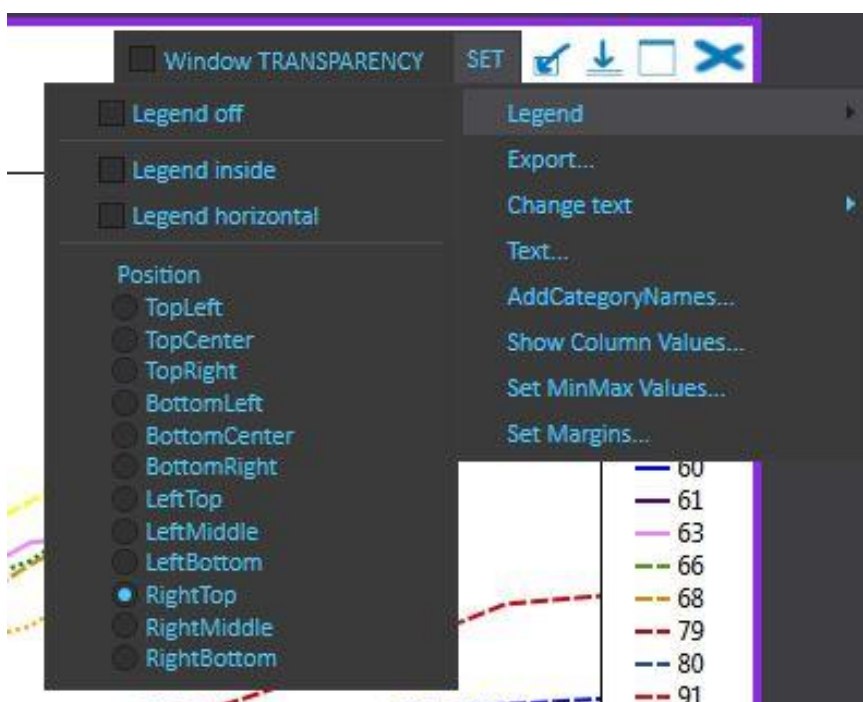 Window TRANSPARENCY SET
Legend off
Legend inside
Legend horizontal
Position
TopLeft
TopCenter
TopRight
BottomLeft
BottomCenter
BottomRight
LeftTop
LeftMiddle
LeftBottom
RightTop
RightMiddle
RightBottom
Legend
Export...
Change text
Text...
AddCategoryNames...
Show Column Values...
Set MinMax Values...
Set Margins...
60
61
63
66
68
79
80
91